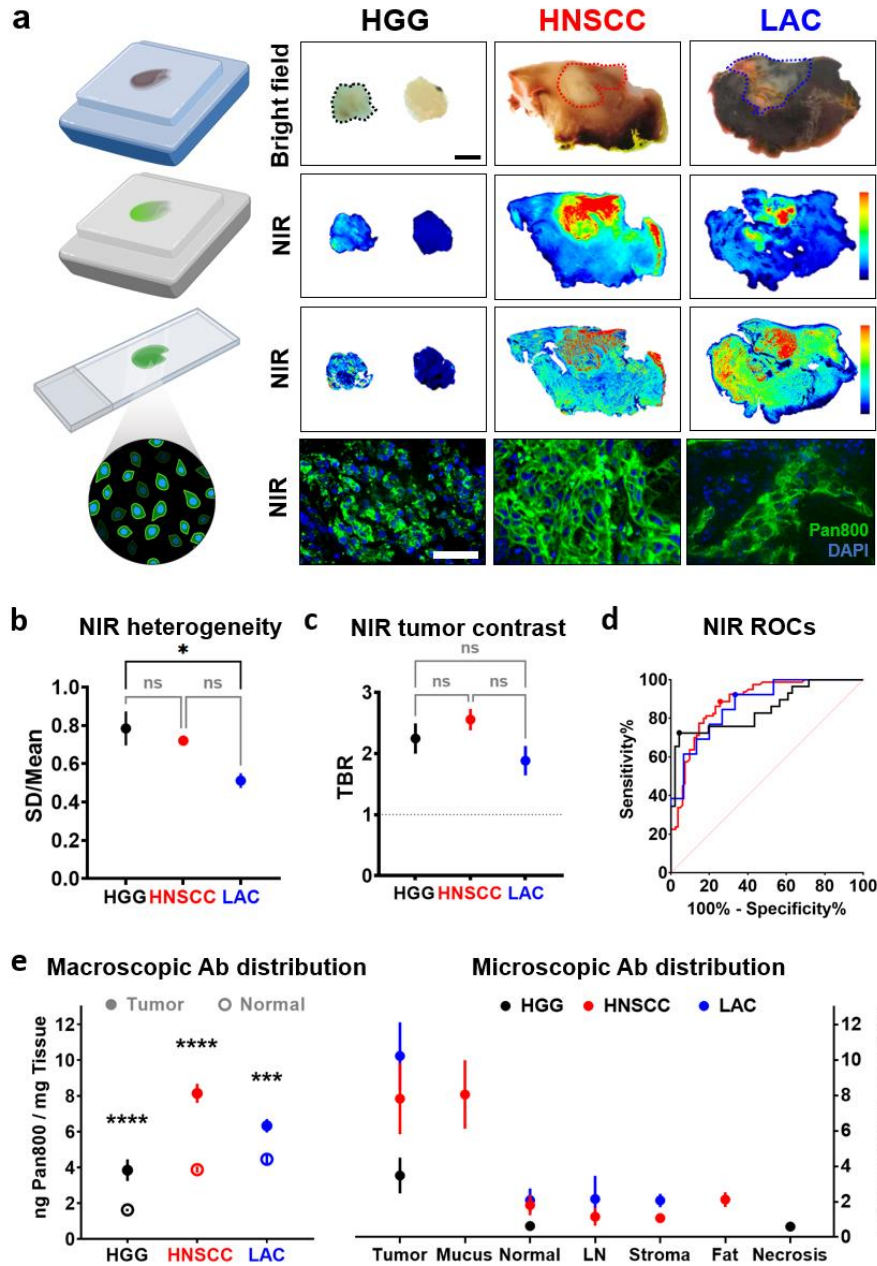 a
HGG
HNSCC
LAC
Bright field
NIR
NIR
NIR
Pan800
DAPI
b
NIR heterogeneity
*
ns
ns
1.0
0.8
0.6
0.4
0.2
0.0
SD/Mean
HGG HNSCC LAC
c
NIR tumor contrast
ns
ns
ns
3
2
1
0
TBR
HGG HNSCC LAC
d
NIR ROCs
100
80
60
40
20
0
Sensitivity%
0 20 40 60 80 100
100% - Specificity%
e
Macroscopic Ab distribution
Tumor Normal
12
10
8
6
4
2
0
ng Pan800 / mg Tissue
****
****
***
HGG HNSCC LAC
Microscopic Ab distribution
HGG HNSCC LAC
12
10
8
6
4
2
0
Tumor Mucus Normal LN Stroma Fat Necrosis